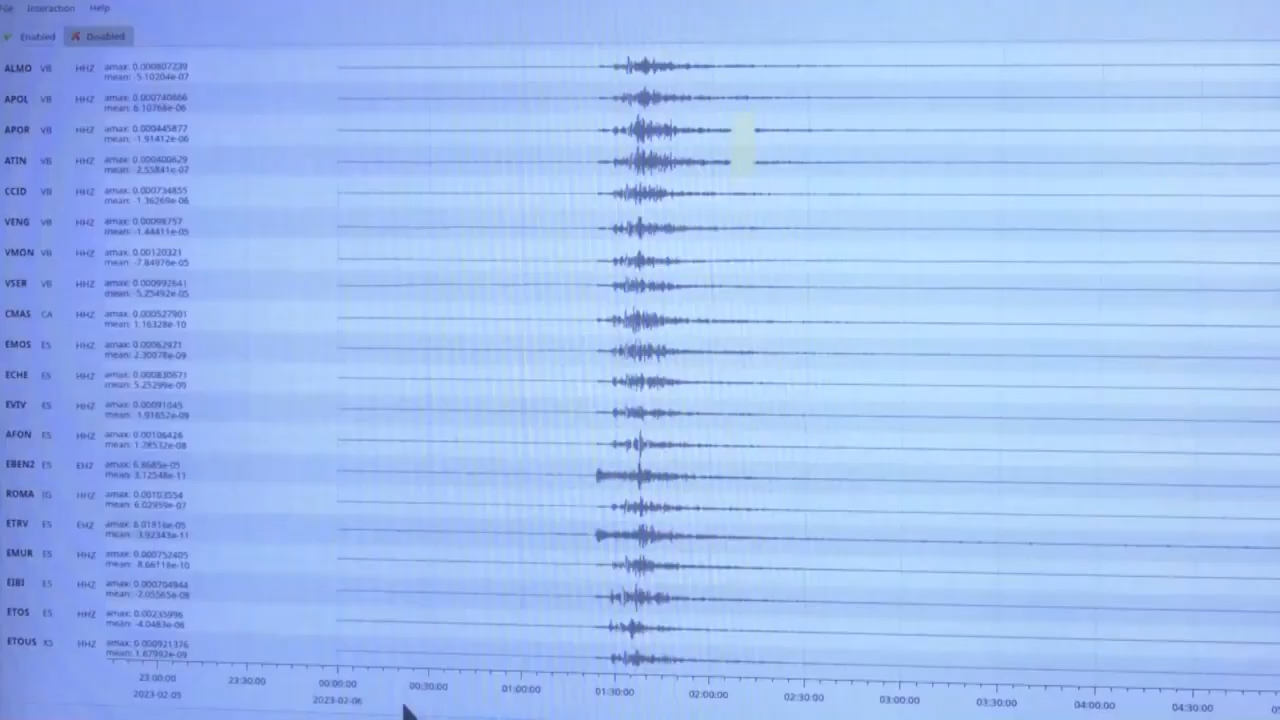 File Interaction Help
Enabled Disabled
ALMO VB HHZ amax: 0.000807239
mean: -5.10204e-07
APOL VB HHZ amax: 0.000740666
mean: 6.10768e-06
APOR VB HHZ amax: 0.000445877
mean: -1.91412e-06
ATIN VB HHZ amax: 0.000400629
mean: -2.55841e-07
CCID VB HHZ amax: 0.000734855
mean: -1.36269e-06
VENG VB HHZ amax: 0.00098757
mean: -1.44411e-05
VMON VB HHZ amax: 0.00120321
mean: -7.84976e-05
VSER VB HHZ amax: 0.000992641
mean: -5.25492e-05
CMAS CA HHZ amax: 0.000527901
mean: 1.16328e-10
EMOS ES HHZ amax: 0.00062971
mean: 2.30078e-09
ECHE ES HHZ amax: 0.000830671
mean: 5.25299e-09
EVIV ES HHZ amax: 0.00091045
mean: 1.91652e-09
AFON ES HHZ amax: 0.00106426
mean: 1.28532e-08
EBEN2 ES EHZ amax: 6.8685e-05
mean: 3.12548e-11
ROMA IG HHZ amax: 0.00103554
mean: 6.02959e-07
ETRV ES EHZ amax: 6.01816e-05
mean: -3.92343e-11
EMUR ES HHZ amax: 0.000752405
mean: 8.66118e-10
EJBI ES HHZ amax: 0.000704944
mean: -2.05565e-08
ETOS ES HHZ amax: 0.00235996
mean: -4.0483e-06
ETOUS XS HHZ amax: 0.000921376
mean: 1.67992e-09
23:00:00 23:30:00 00:00:00 00:30:00 01:00:00 01:30:00 02:00:00 02:30:00 03:00:00 03:30:00 04:00:00 04:30:00
2023-02-05 2023-02-06